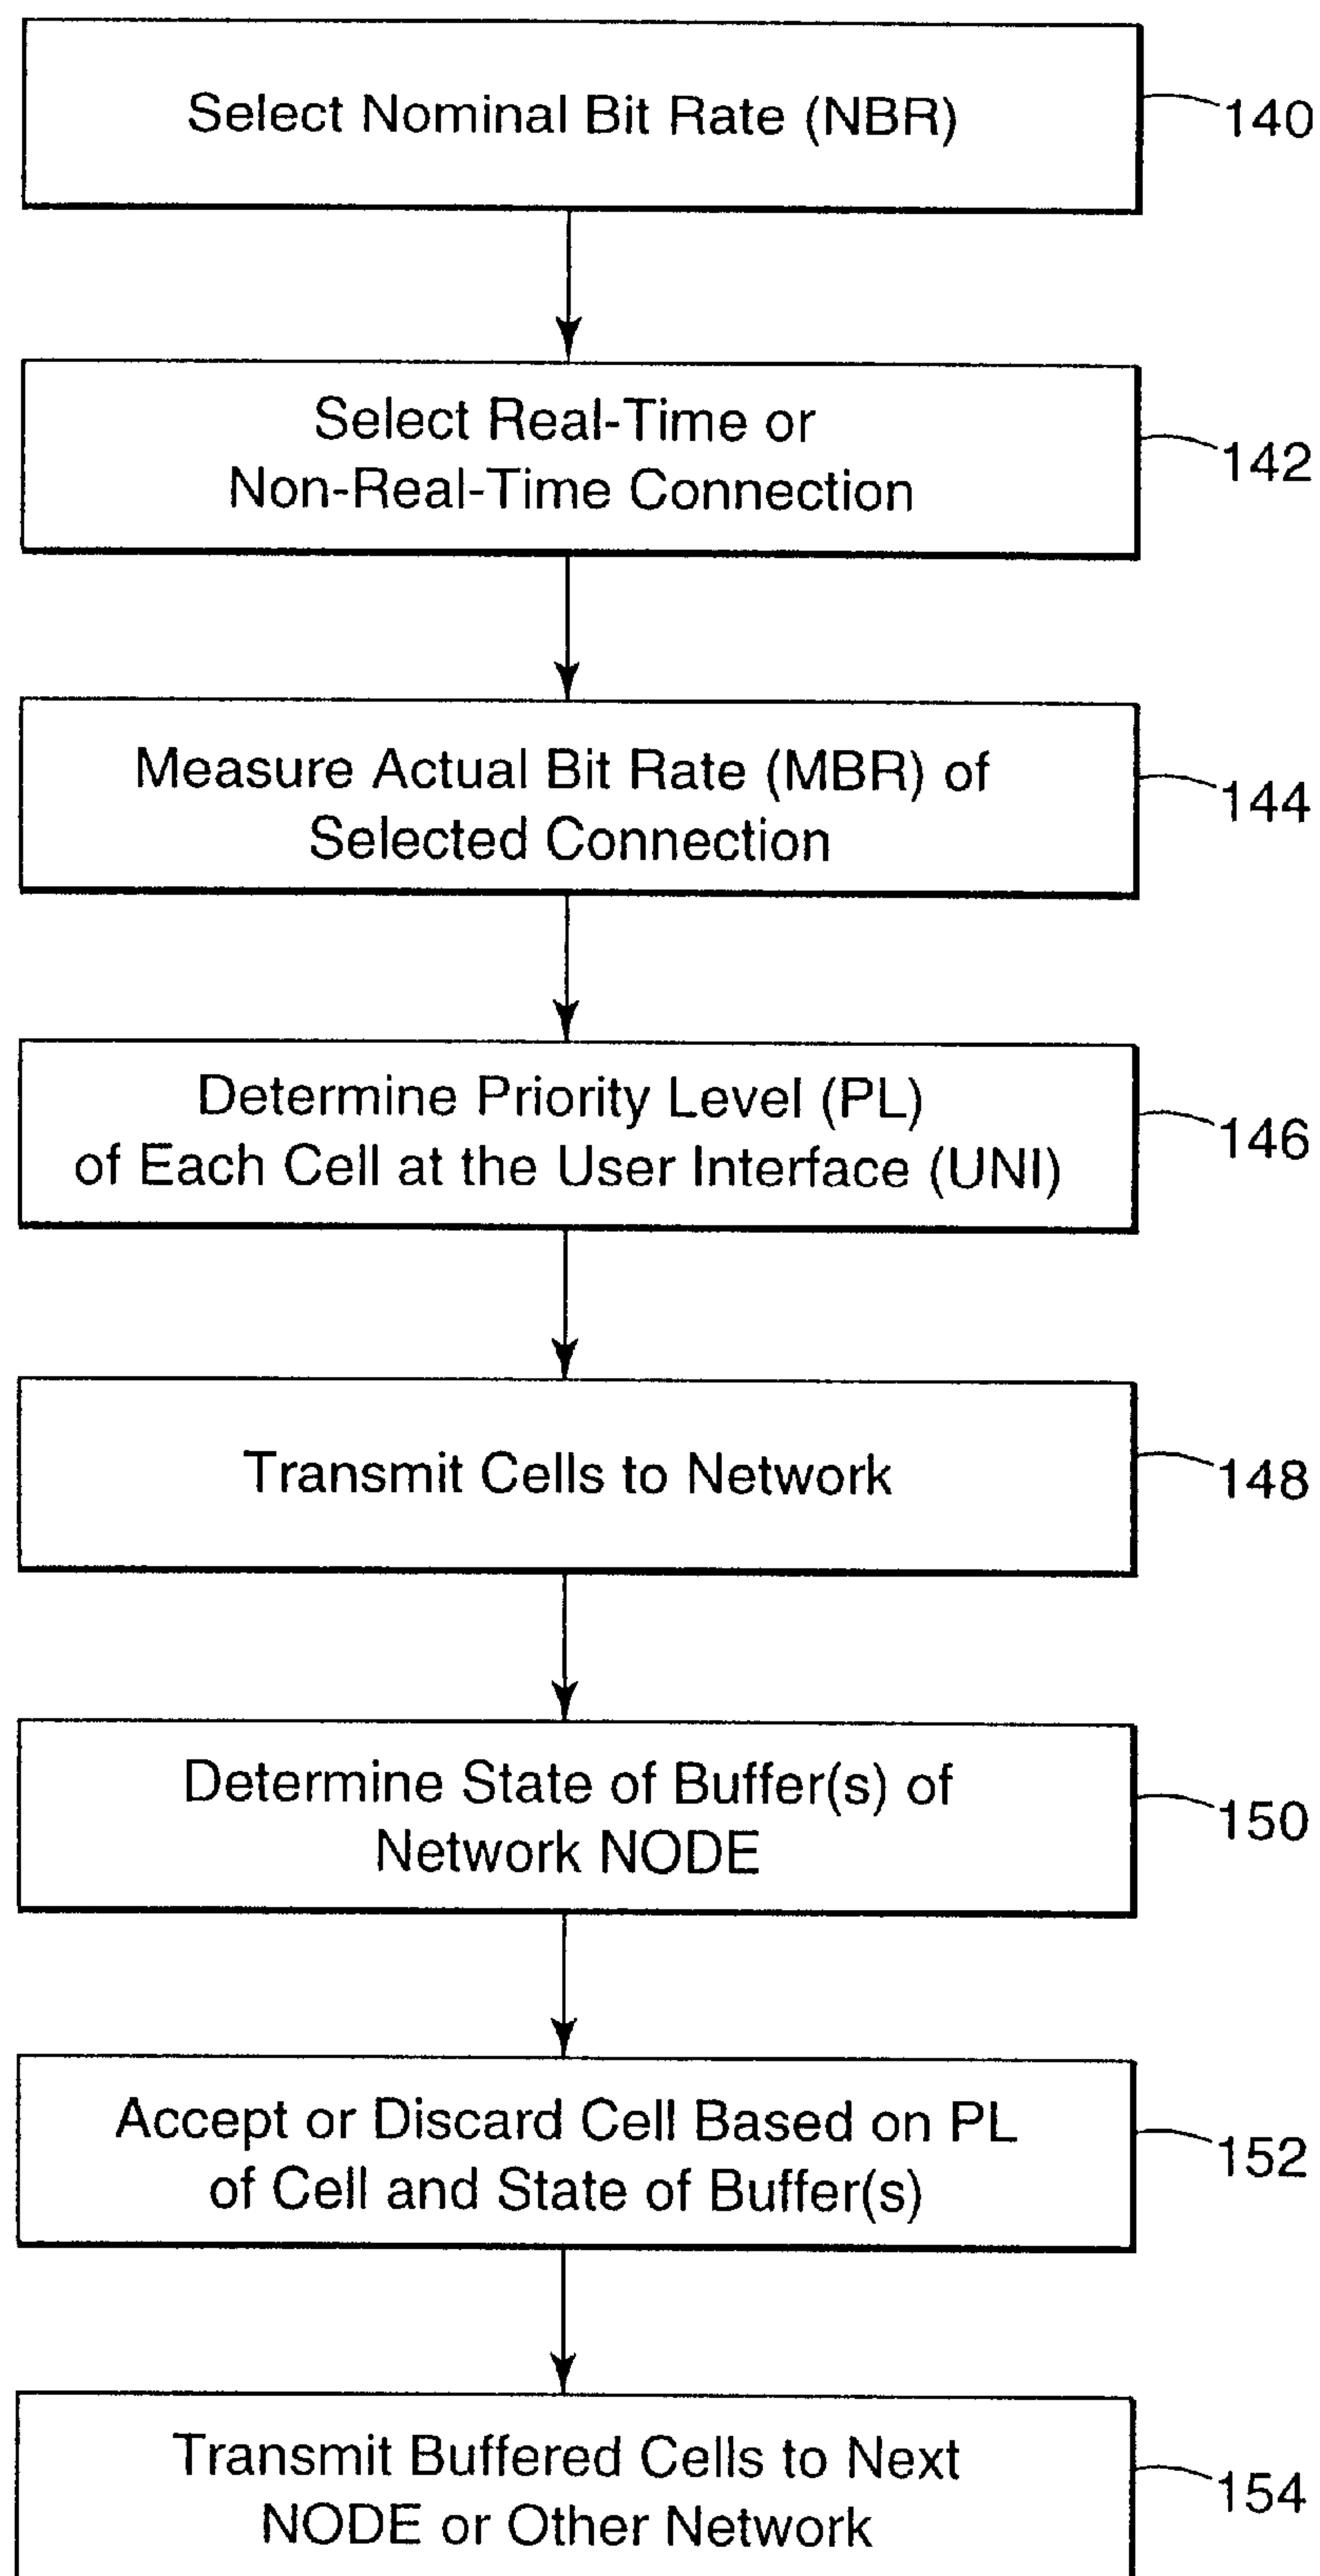 Select Nominal Bit Rate (NBR)
140
Select Real-Time or
Non-Real-Time Connection
142
Measure Actual Bit Rate (MBR) of
Selected Connection
144
Determine Priority Level (PL)
of Each Cell at the User Interface (UNI)
146
Transmit Cells to Network
148
Determine State of Buffer(s) of
Network NODE
150
Accept or Discard Cell Based on PL
of Cell and State of Buffer(s)
152
Transmit Buffered Cells to Next
NODE or Other Network
154